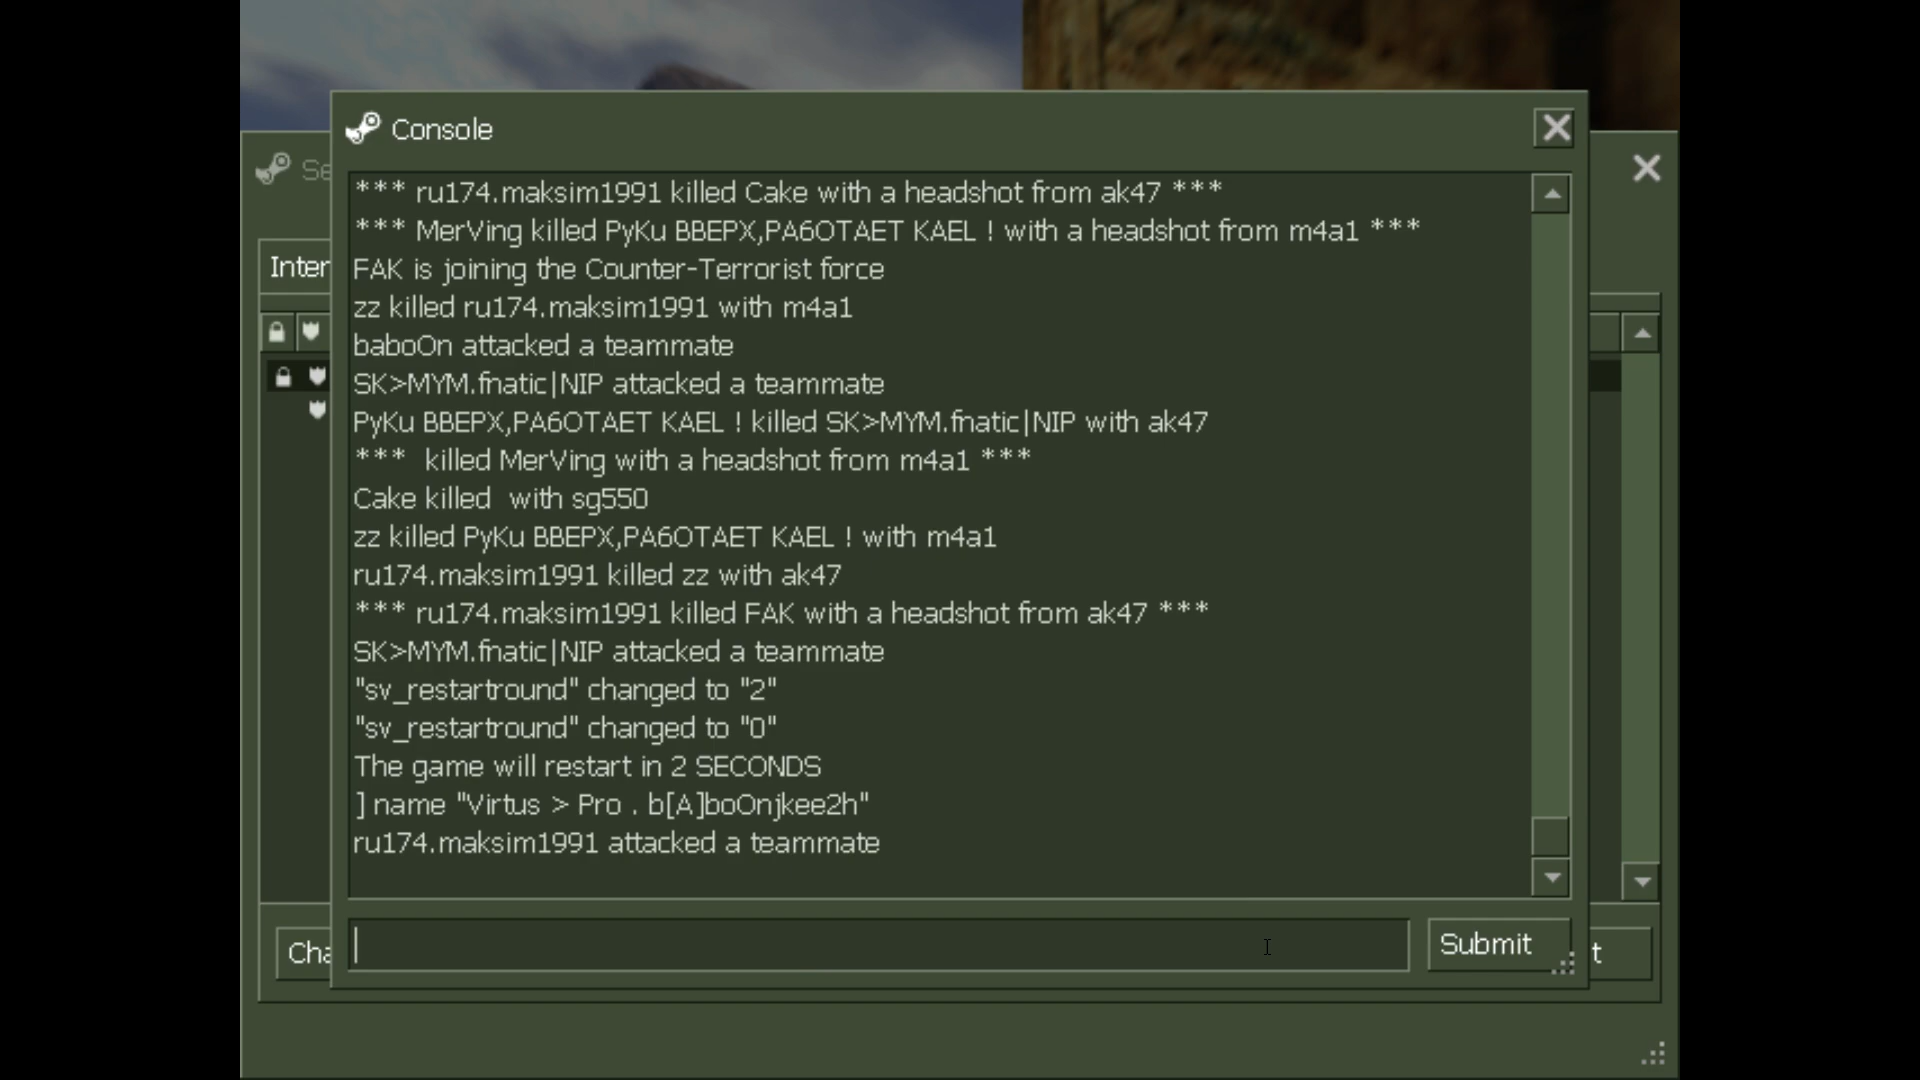 Console
Se
Inter
*** ru174.maksim1991 killed Cake with a headshot from ak47 ***
*** MerVing killed PyKu BBEPX,PA6OTAET KAEL ! with a headshot from m4a1 ***
FAK is joining the Counter-Terrorist force
zz killed ru174.maksim1991 with m4a1
baboOn attacked a teammate
SK>MYM.fnatic|NIP attacked a teammate
PyKu BBEPX,PA6OTAET KAEL ! killed SK>MYM.fnatic|NIP with ak47
***  killed MerVing with a headshot from m4a1 ***
Cake killed  with sg550
zz killed PyKu BBEPX,PA6OTAET KAEL ! with m4a1
ru174.maksim1991 killed zz with ak47
*** ru174.maksim1991 killed FAK with a headshot from ak47 ***
SK>MYM.fnatic|NIP attacked a teammate
"sv_restartround" changed to "2"
"sv_restartround" changed to "0"
The game will restart in 2 SECONDS
] name "Virtus > Pro . b[A]boOnjkee2h"
ru174.maksim1991 attacked a teammate
Cha
Submit
t